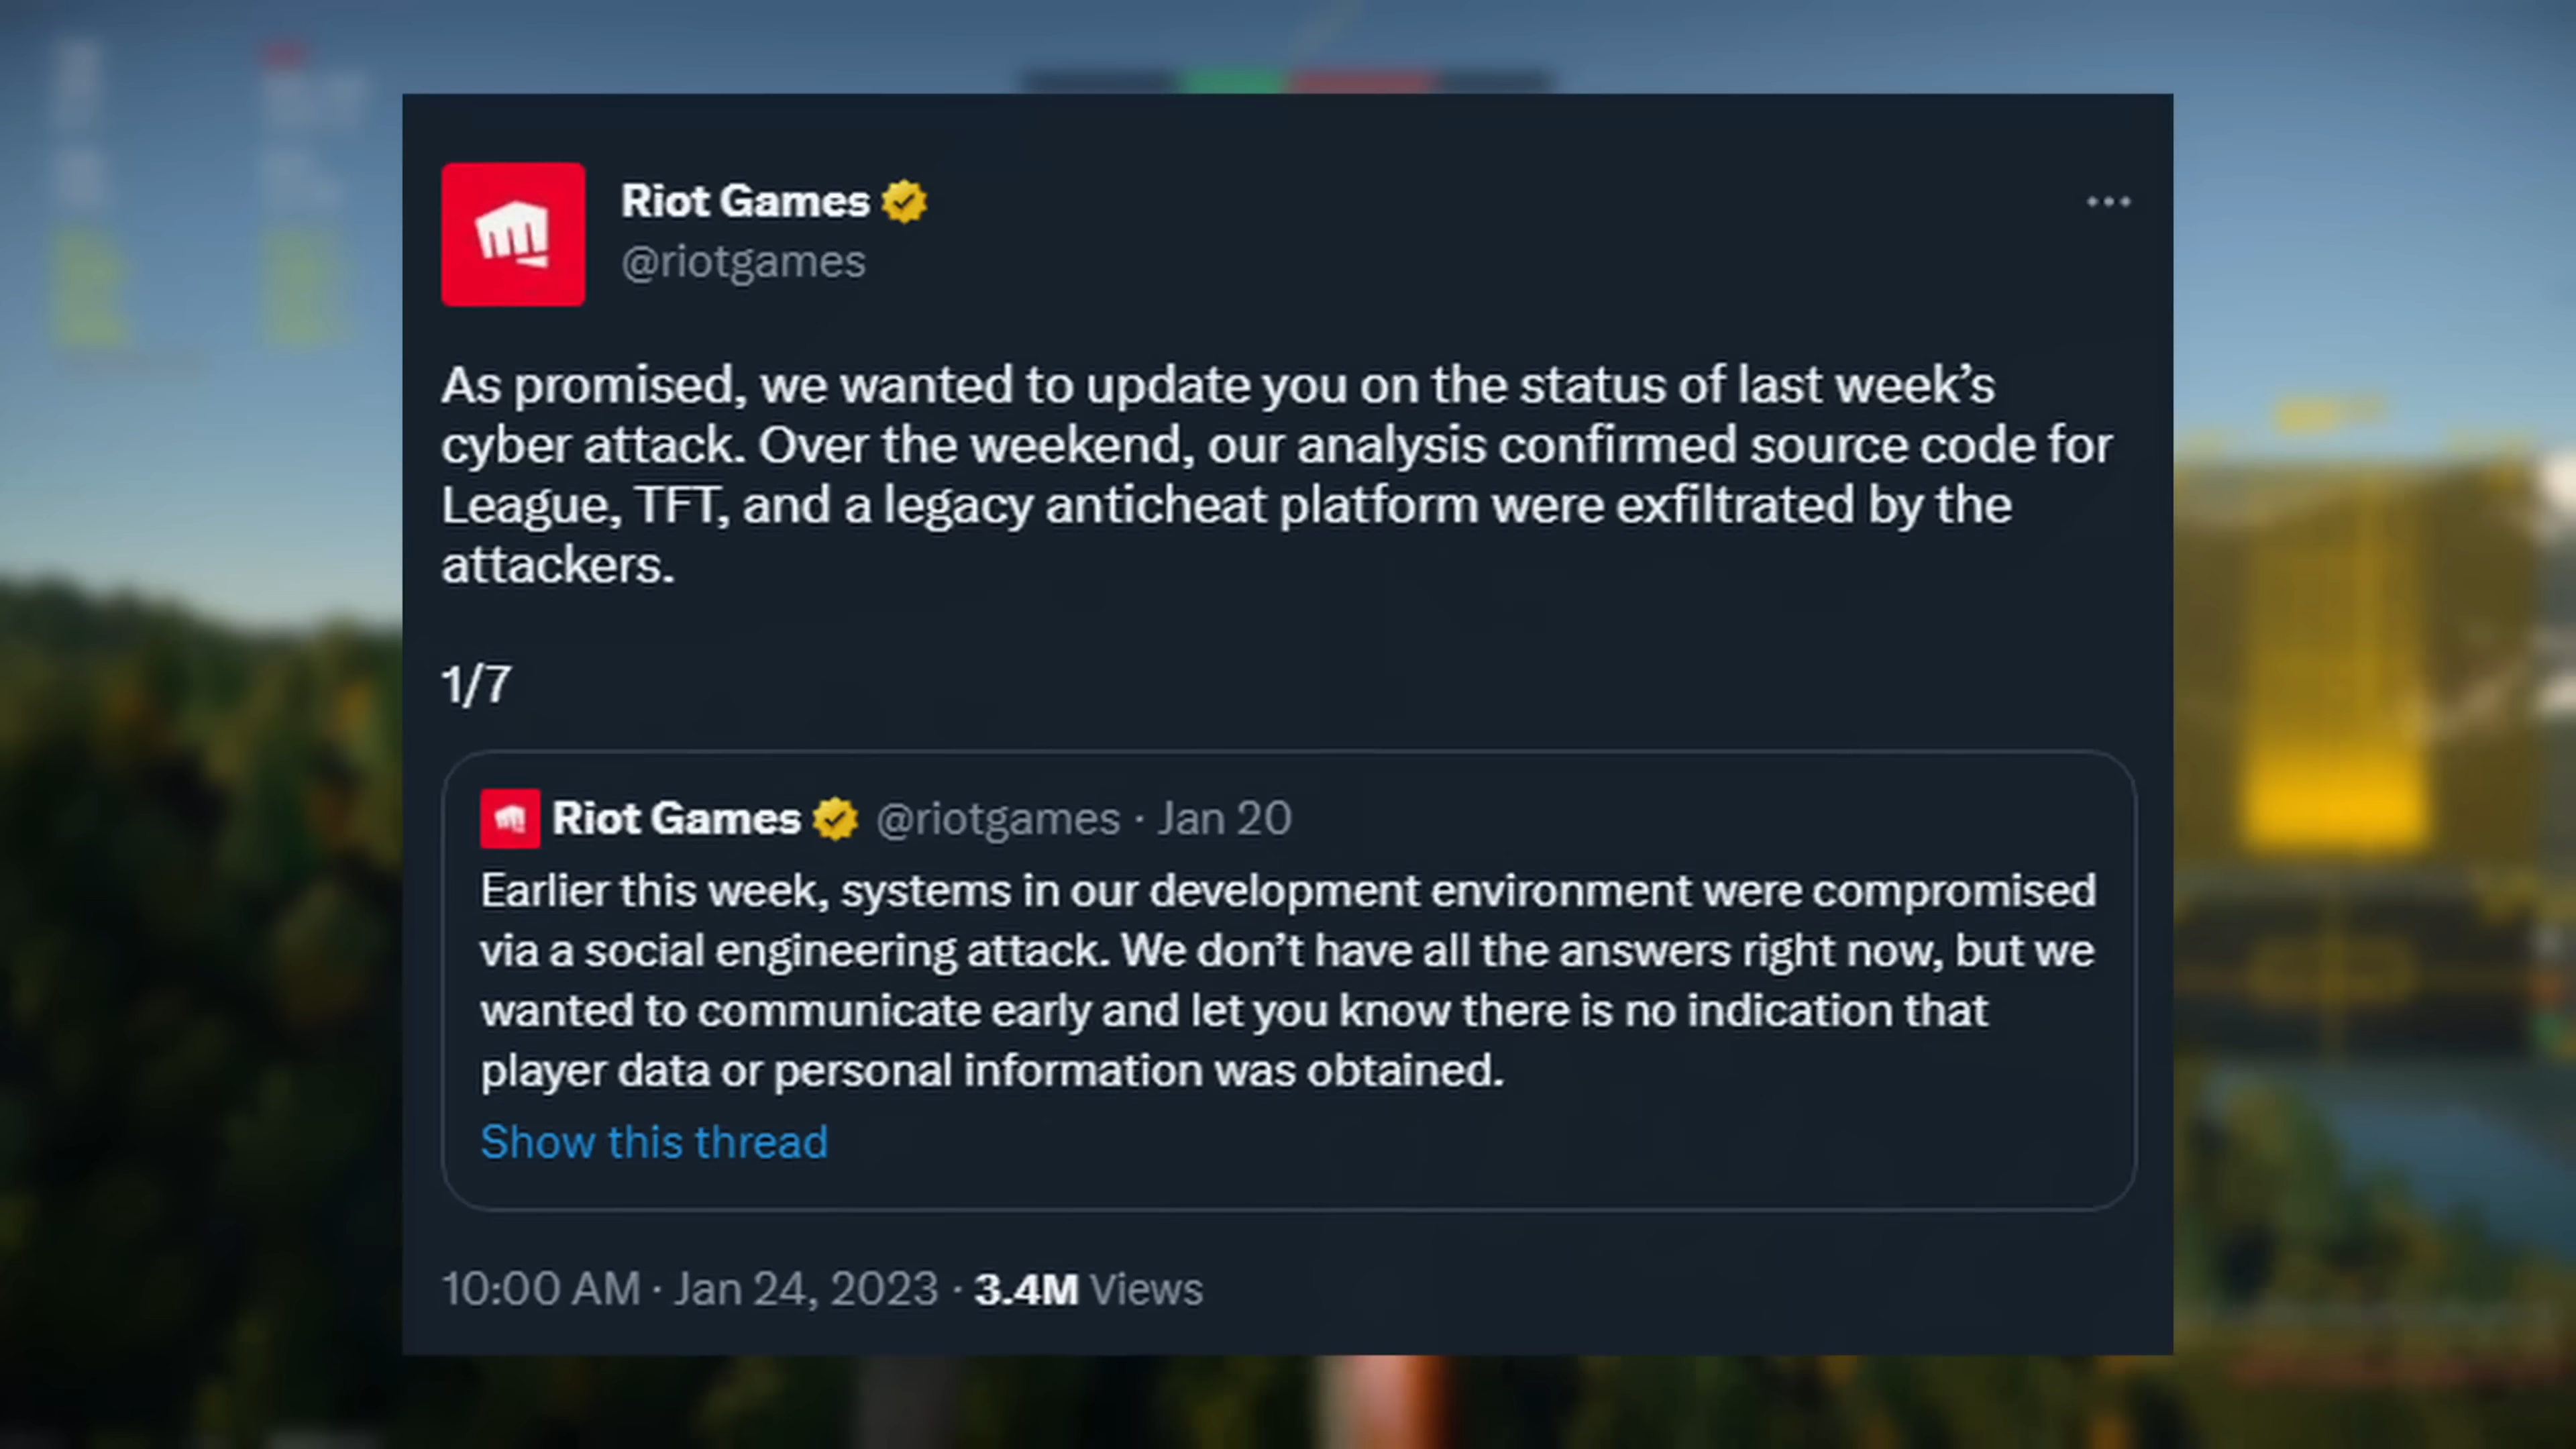 Riot Games
@riotgames
As promised, we wanted to update you on the status of last week’s
cyber attack. Over the weekend, our analysis confirmed source code for
League, TFT, and a legacy anticheat platform were exfiltrated by the
attackers.
1/7
Riot Games @riotgames · Jan 20
Earlier this week, systems in our development environment were compromised
via a social engineering attack. We don’t have all the answers right now, but we
wanted to communicate early and let you know there is no indication that
player data or personal information was obtained.
Show this thread
10:00 AM · Jan 24, 2023 · 3.4M Views